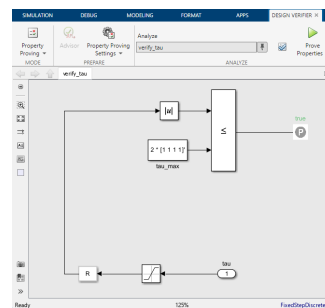 SIMULATION DEBUG MODELING FORMAT APPS DESIGN VERIFIER
Property Proving
Advisor
Property Proving Settings
Analyze
verify_tau
Prove Properties
MODE PREPARE ANALYZE
verify_tau
|u|
≤
true
P
2 * [1 1 1 1]'
tau_max
tau
R
1
Ready 125% FixedStepDiscrete